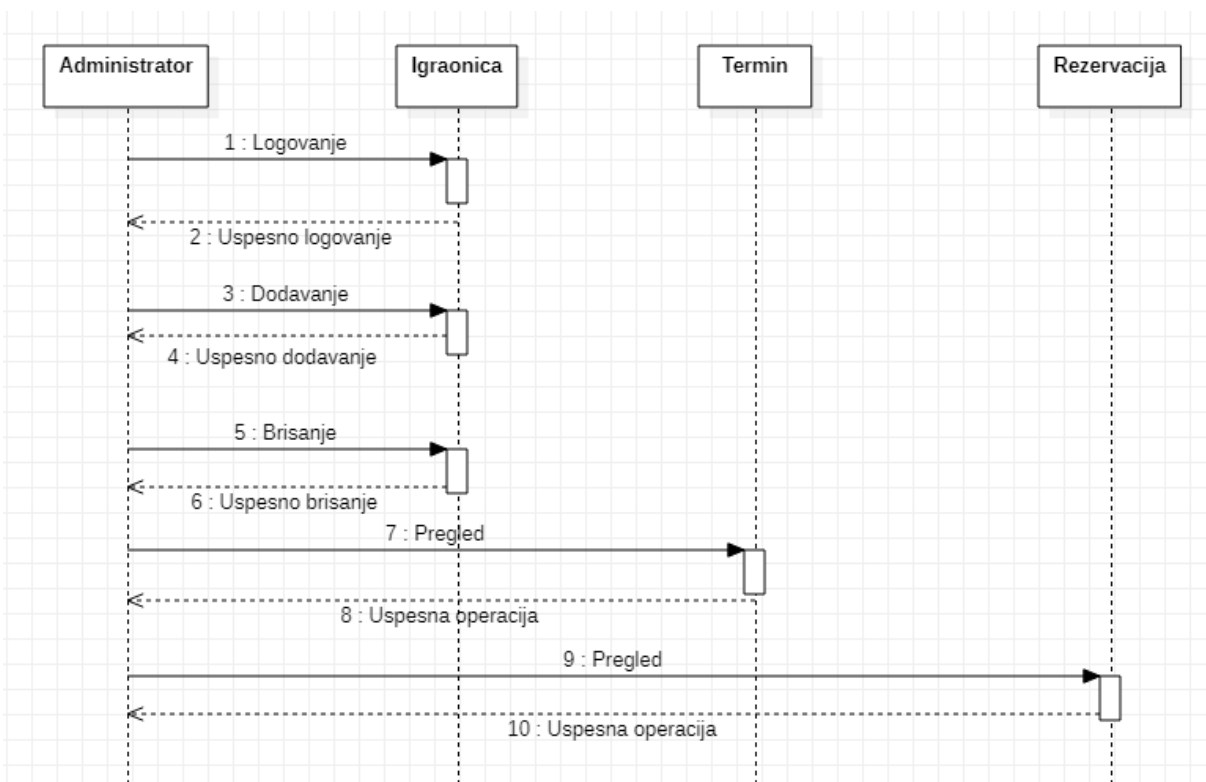 Administrator
Igraonica
Termin
Rezervacija
1 : Logovanje
2 : Uspesno logovanje
3 : Dodavanje
4 : Uspesno dodavanje
5 : Brisanje
6 : Uspesno brisanje
7 : Pregled
8 : Uspesna operacija
9 : Pregled
10 : Uspesna operacija